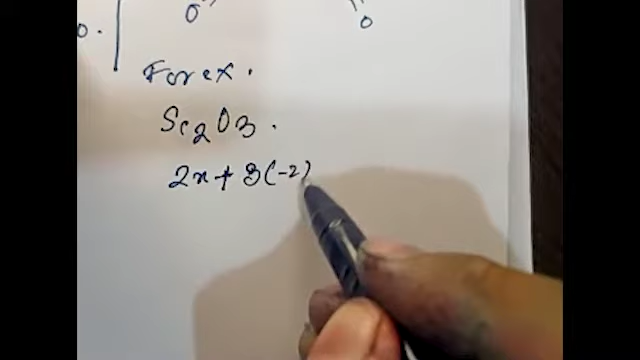 O.
O
O
For ex.
Sc2O3.
2x + 3(-2)